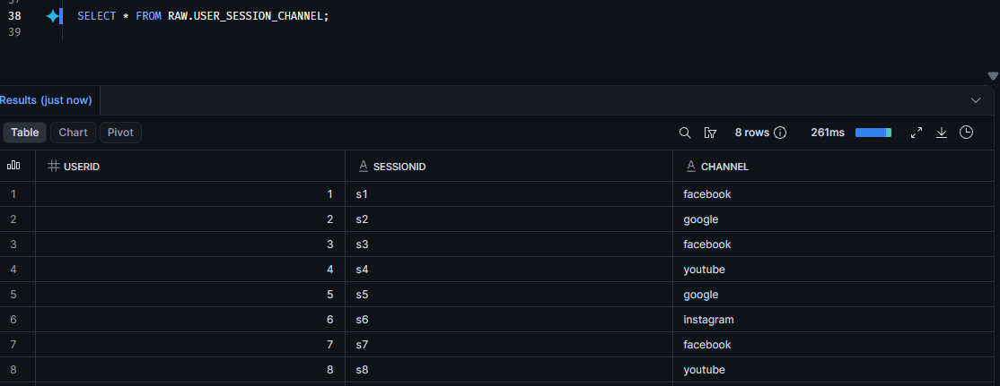 37
38 SELECT * FROM RAW.USER_SESSION_CHANNEL;
39
Results (just now)
Table Chart Pivot 8 rows 261ms
USERID SESSIONID CHANNEL
1 1 s1 facebook
2 2 s2 google
3 3 s3 facebook
4 4 s4 youtube
5 5 s5 google
6 6 s6 instagram
7 7 s7 facebook
8 8 s8 youtube